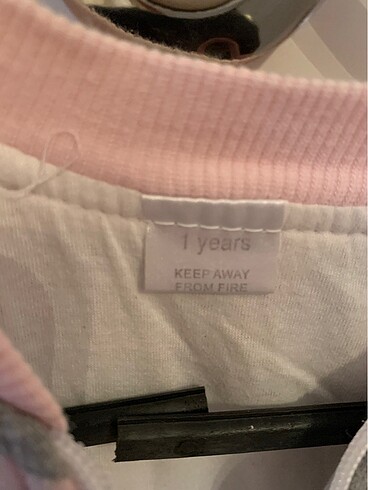 1 years
KEEP AWAY
FROM FIRE